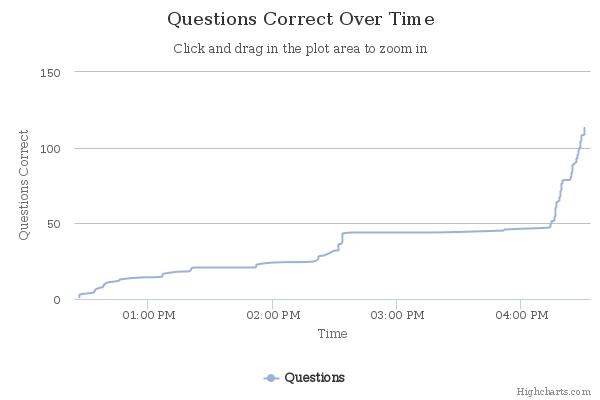 Questions Correct Over Time
Click and drag in the plot area to zoom in
Questions Correct
150
100
50
0
01:00 PM 02:00 PM 03:00 PM 04:00 PM
Time
Questions
Highcharts.com